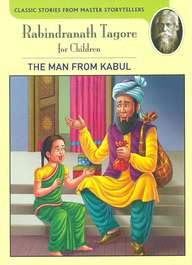 CLASSIC STORIES FROM MASTER STORYTELLERS
Rabindranath Tagore
for Children
THE MAN FROM KABUL